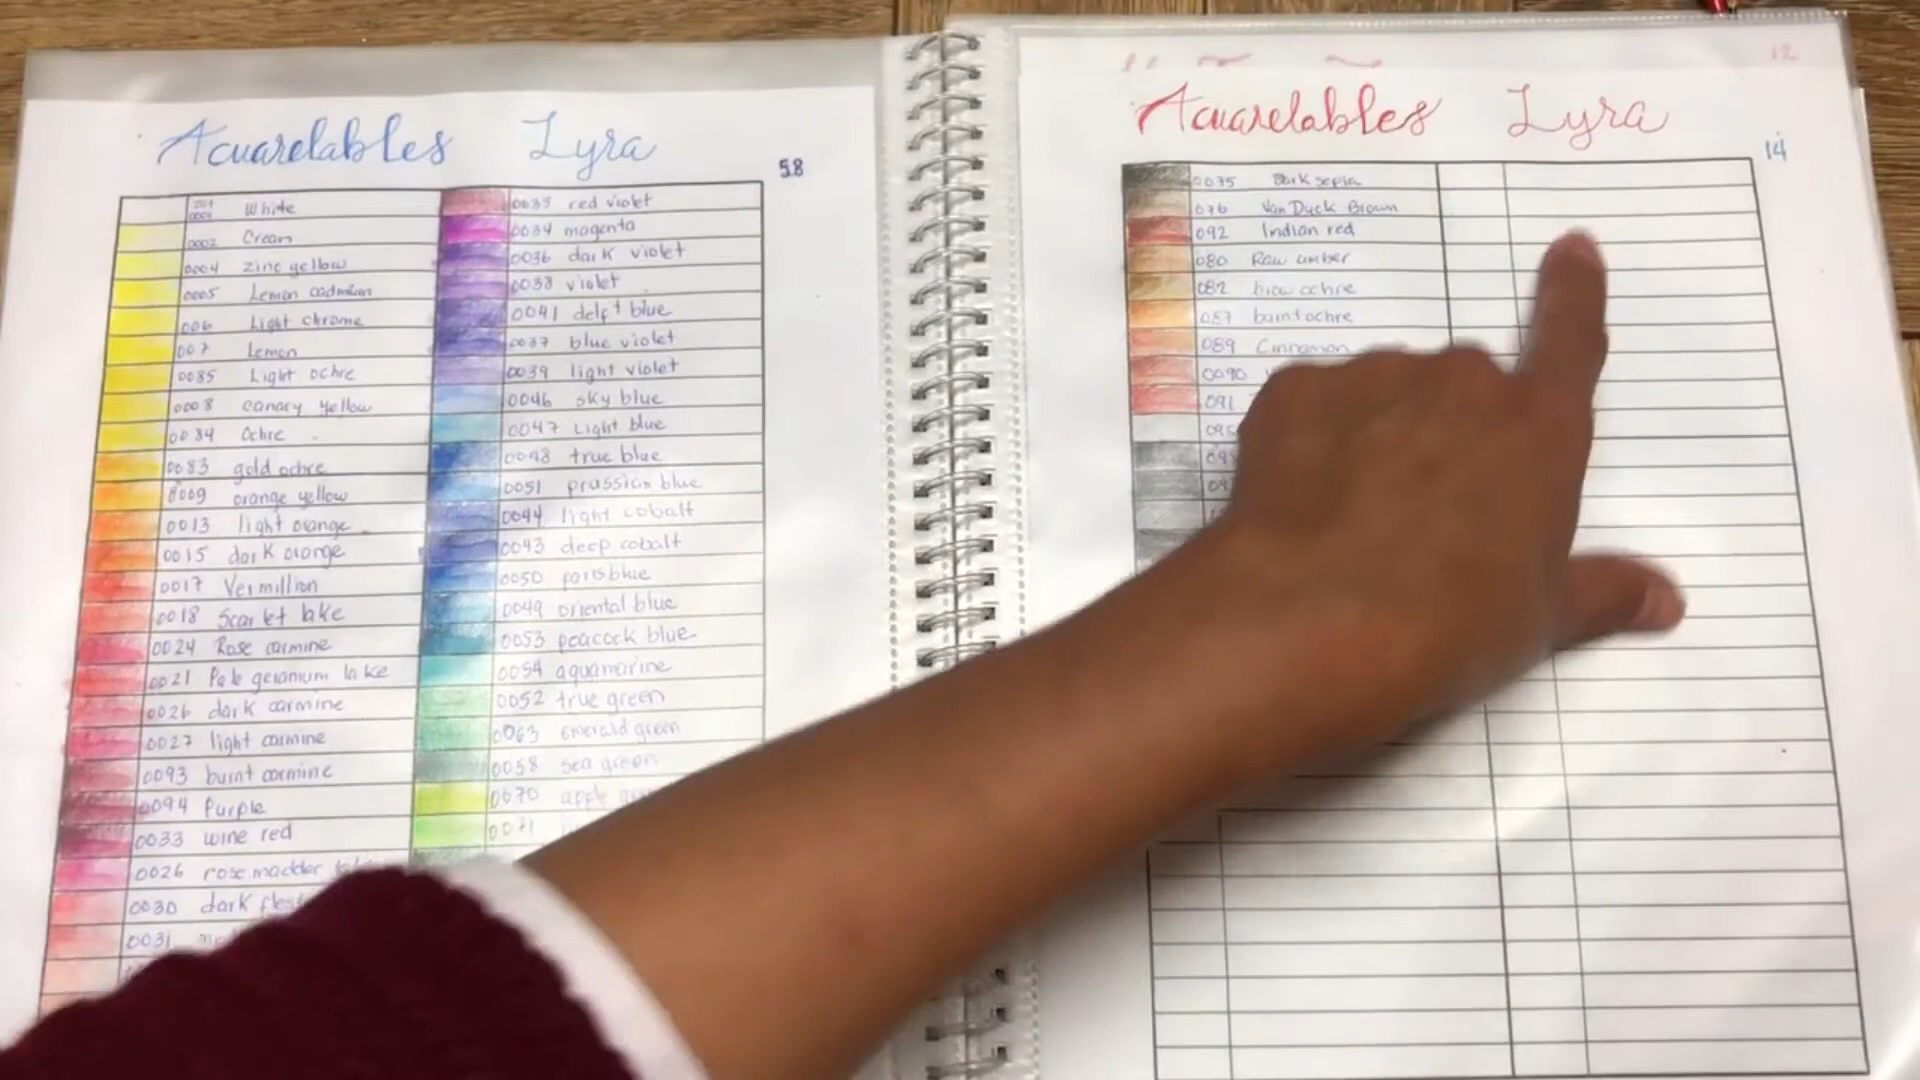 Acuarelables Lyra
58
0001 White
0002 Cream
0004 zinc yellow
0005 Lemon cadmium
006 Light chrome
007 Lemon
0085 Light ochre
0008 canary yellow
0084 Ochre
0083 gold ochre
0009 orange yellow
0013 light orange
0015 dark orange
0017 Vermillion
0018 Scarlet lake
0024 Rose carmine
0021 Pale geranium lake
0026 dark carmine
0027 light carmine
0093 burnt carmine
0094 Purple
0033 wine red
0026 rose madder
0030 dark
0031
0035 red violet
0034 magenta
0036 dark violet
0038 violet
0041 delft blue
0037 blue violet
0039 light violet
0046 sky blue
0047 Light blue
0048 true blue
0051 prussian blue
0044 light cobalt
0043 deep cobalt
0050 paris blue
0049 oriental blue
0053 peacock blue
0054 aquamarine
0052 true green
0063 emerald green
0058 sea green
0070 apple
0071
12
Acuarelables Lyra
14
0075 Dark sepia
076 Van Dyck Brown
092 Indian red
080 Raw umber
082 brow ochre
087 burnt ochre
089 Cinnamon
0090
091